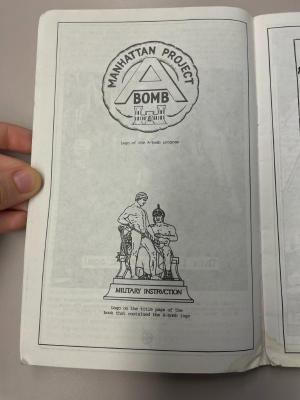 MANHATTAN PROJECT
A
BOMB
Logo of the A-bomb program
MILITARY INSTRUCTION
Logo on the title page of the
book that contained the A-bomb logo